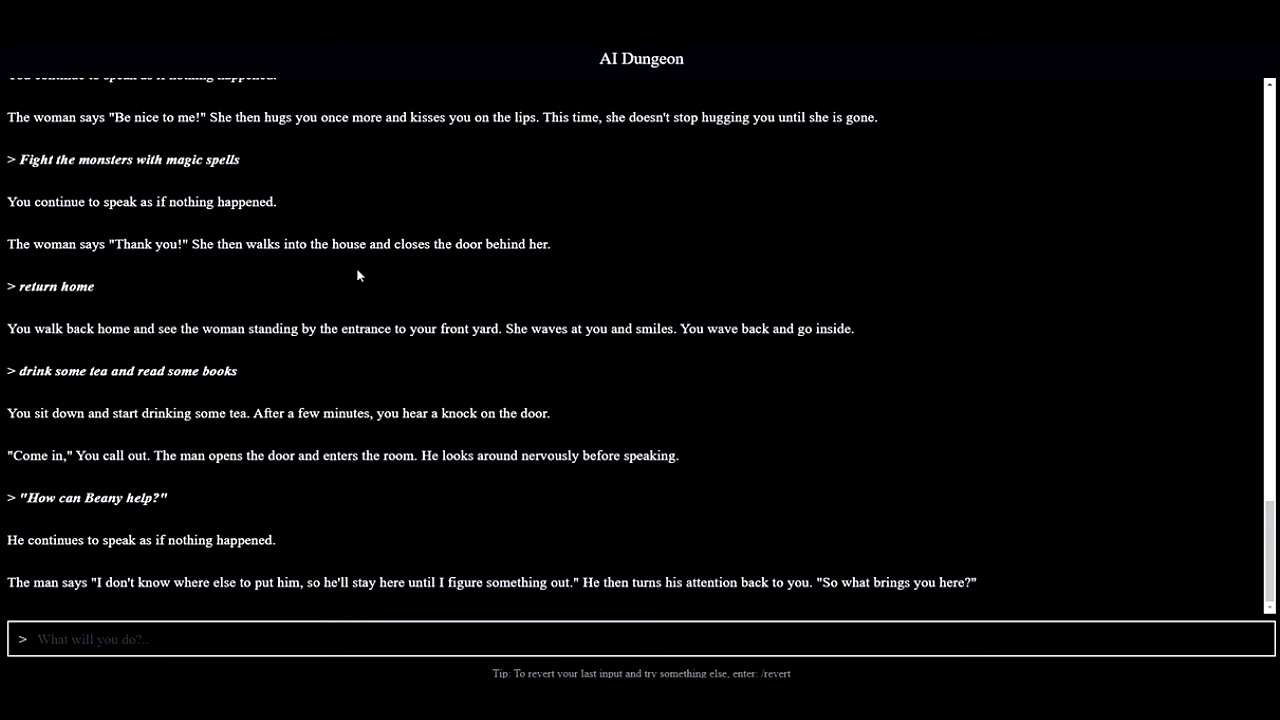 AI Dungeon
You continue to speak as if nothing happened.
The woman says "Be nice to me!" She then hugs you once more and kisses you on the lips. This time, she doesn't stop hugging you until she is gone.
> Fight the monsters with magic spells
You continue to speak as if nothing happened.
The woman says "Thank you!" She then walks into the house and closes the door behind her.
> return home
You walk back home and see the woman standing by the entrance to your front yard. She waves at you and smiles. You wave back and go inside.
> drink some tea and read some books
You sit down and start drinking some tea. After a few minutes, you hear a knock on the door.
"Come in," You call out. The man opens the door and enters the room. He looks around nervously before speaking.
> "How can Beany help?"
He continues to speak as if nothing happened.
The man says "I don't know where else to put him, so he'll stay here until I figure something out." He then turns his attention back to you. "So what brings you here?"
> What will you do?..
Tip: To revert your last input and try something else, enter: /revert